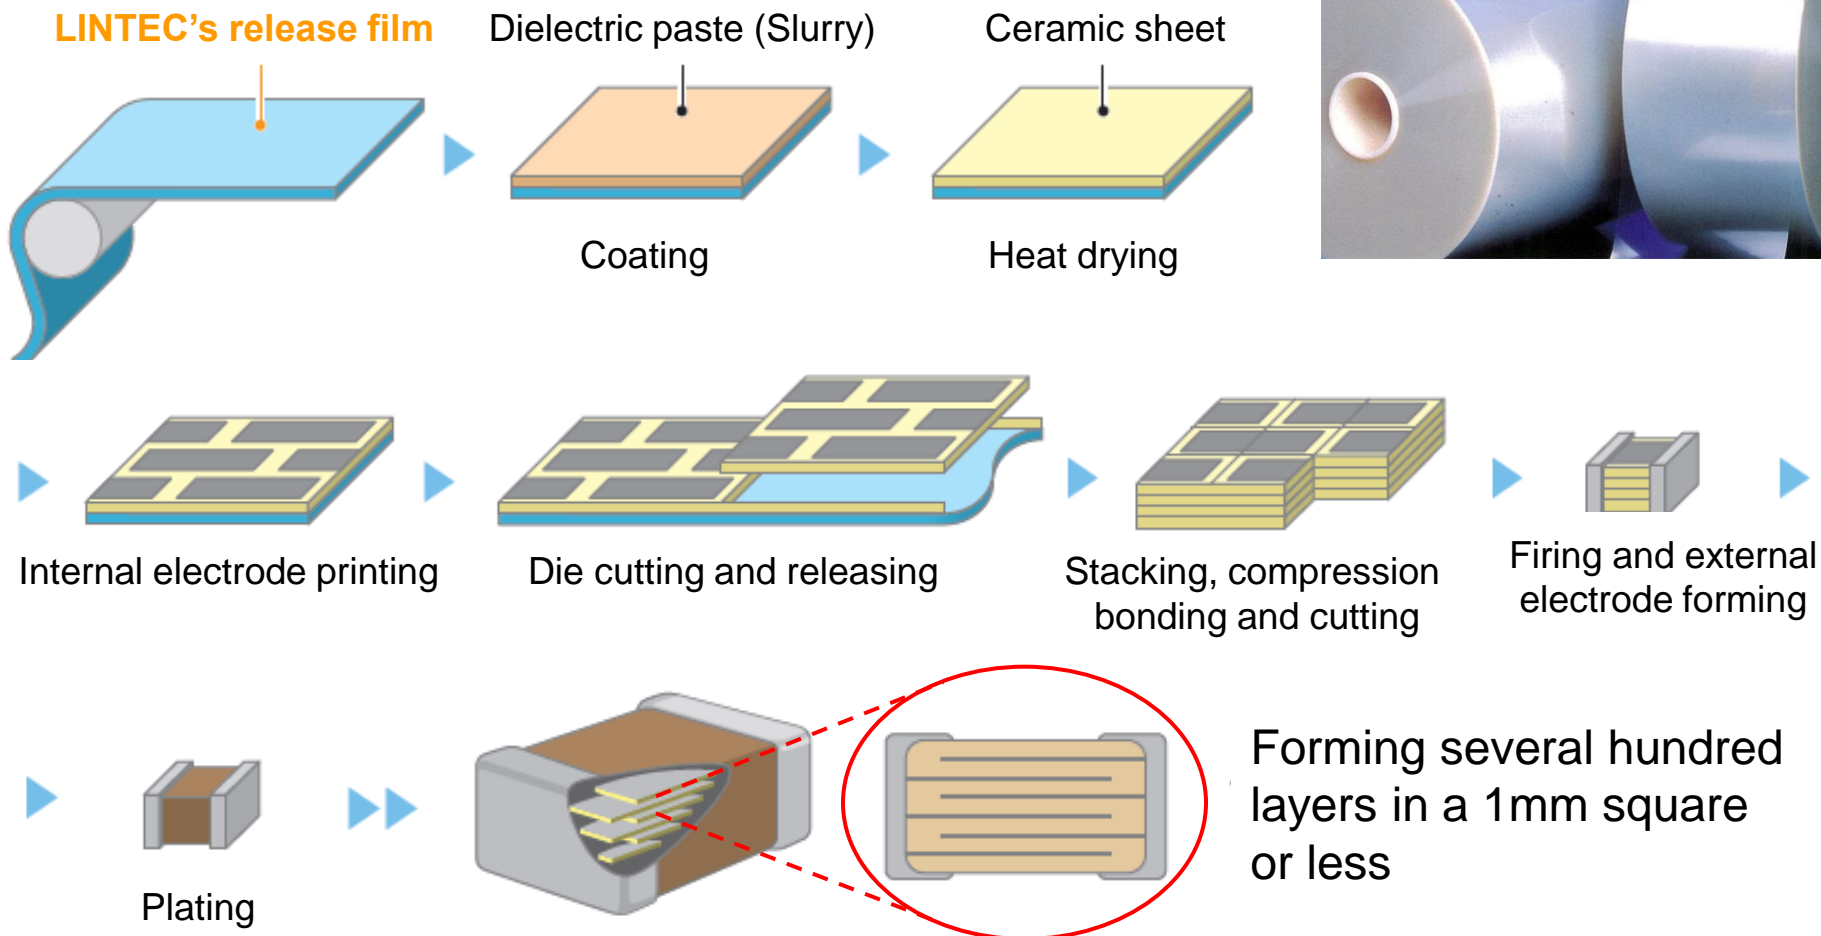 LINTEC's release film
Dielectric paste (Slurry)
Ceramic sheet
Coating
Heat drying
Internal electrode printing
Die cutting and releasing
Stacking, compression
bonding and cutting
Firing and external
electrode forming
Plating
Forming several hundred
layers in a 1mm square
or less